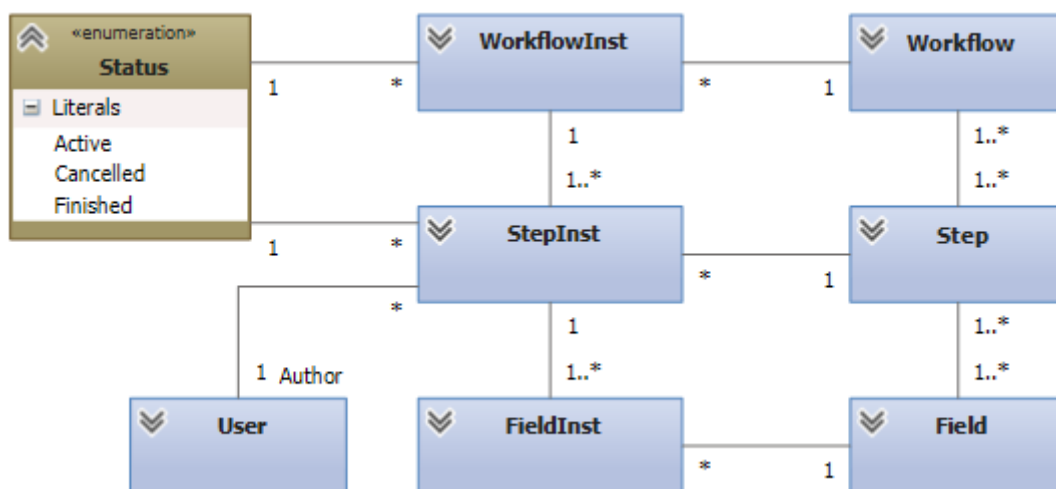 «enumeration»
Status
Literals
Active
Cancelled
Finished
WorkflowInst
Workflow
1 *
* 1
1
1..*
1..*
1..*
StepInst
Step
1 *
* 1
*
1 Author
1
1..*
1..*
1..*
User
FieldInst
Field
* 1